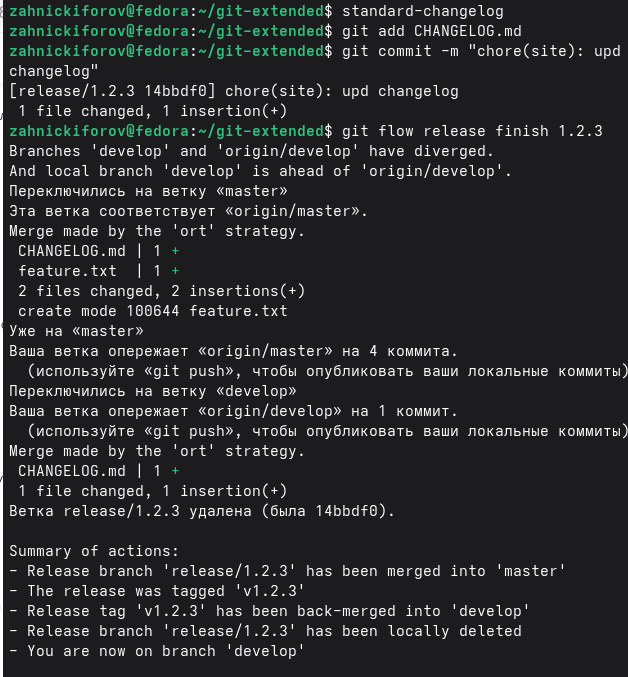 zahnickiforov@fedora:~/git-extended$ standard-changelog
zahnickiforov@fedora:~/git-extended$ git add CHANGELOG.md
zahnickiforov@fedora:~/git-extended$ git commit -m "chore(site): upd
changelog"
[release/1.2.3 14bbdf0] chore(site): upd changelog
 1 file changed, 1 insertion(+)
zahnickiforov@fedora:~/git-extended$ git flow release finish 1.2.3
Branches 'develop' and 'origin/develop' have diverged.
And local branch 'develop' is ahead of 'origin/develop'.
Переключились на ветку «master»
Эта ветка соответствует «origin/master».
Merge made by the 'ort' strategy.
 CHANGELOG.md | 1 +
 feature.txt  | 1 +
 2 files changed, 2 insertions(+)
 create mode 100644 feature.txt
Уже на «master»
Ваша ветка опережает «origin/master» на 4 коммита.
  (используйте «git push», чтобы опубликовать ваши локальные коммиты)
Переключились на ветку «develop»
Ваша ветка опережает «origin/develop» на 1 коммит.
  (используйте «git push», чтобы опубликовать ваши локальные коммиты)
Merge made by the 'ort' strategy.
 CHANGELOG.md | 1 +
 1 file changed, 1 insertion(+)
Ветка release/1.2.3 удалена (была 14bbdf0).

Summary of actions:
- Release branch 'release/1.2.3' has been merged into 'master'
- The release was tagged 'v1.2.3'
- Release tag 'v1.2.3' has been back-merged into 'develop'
- Release branch 'release/1.2.3' has been locally deleted
- You are now on branch 'develop'